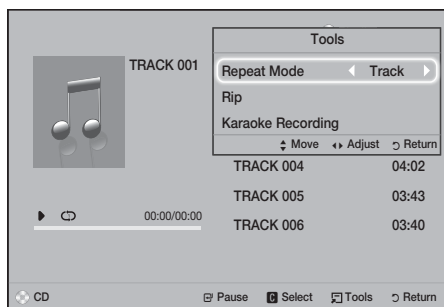 Tools
TRACK 001
Repeat Mode Track
Rip
Karaoke Recording
Move Adjust Return
TRACK 004 04:02
TRACK 005 03:43
00:00/00:00
TRACK 006 03:40
CD Pause C Select Tools Return